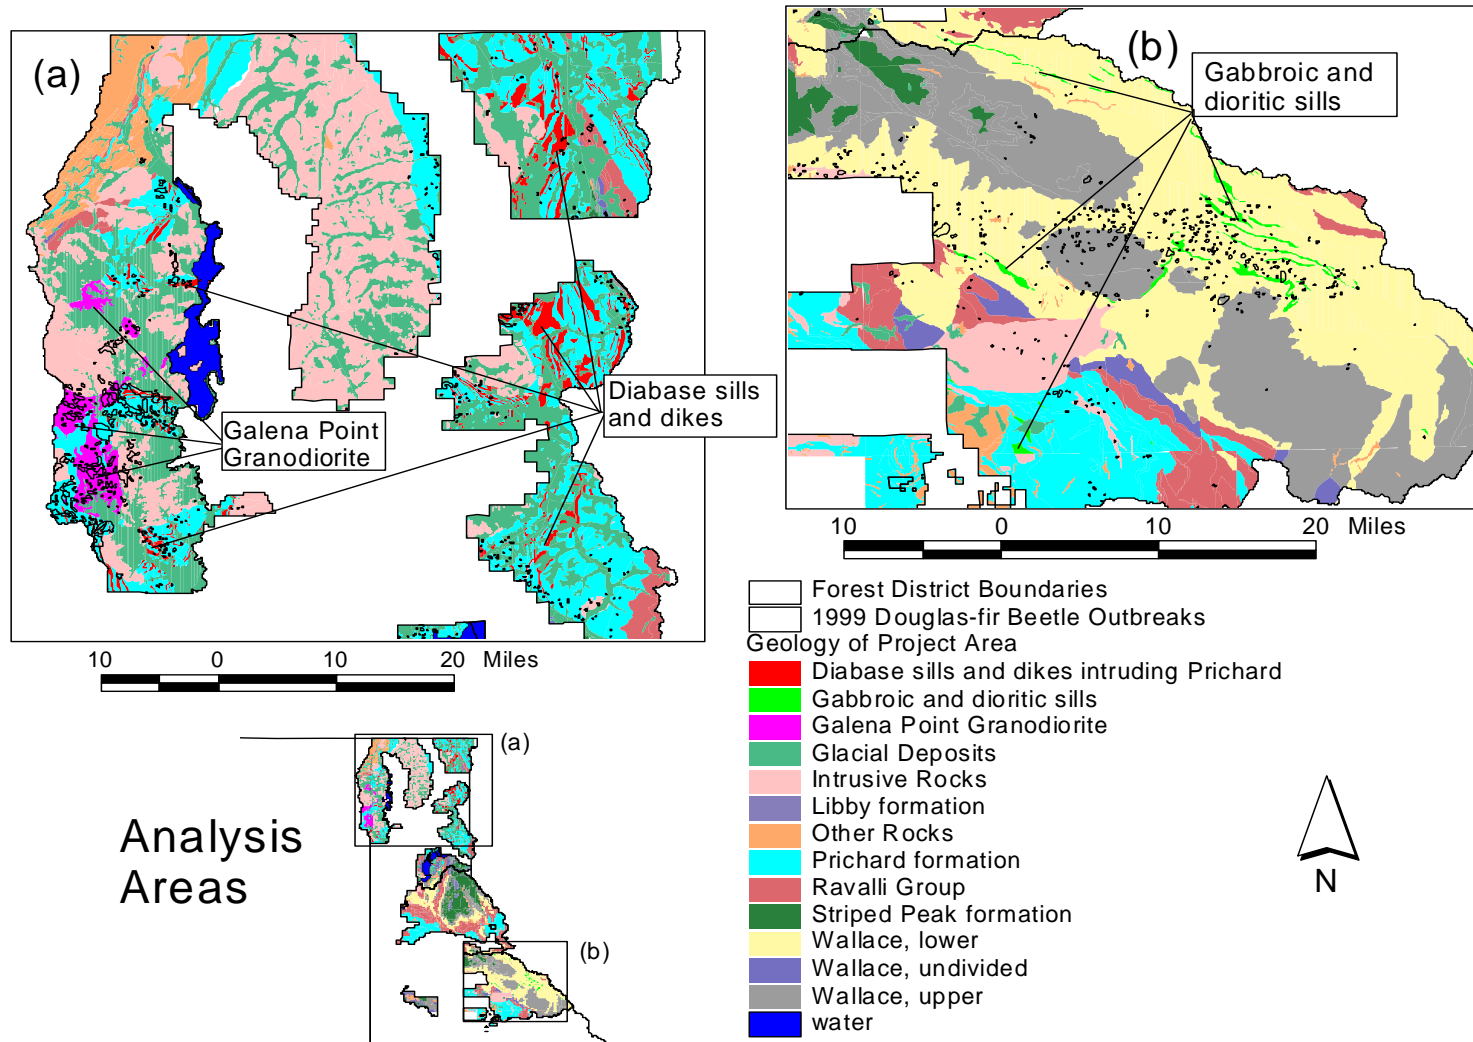 (a)
(b)
Gabbroic and
dioritic sills
Diabase sills
and dikes
Galena Point
Granodiorite
10 0 10 20 Miles
10 0 10 20 Miles
Forest District Boundaries
1999 Douglas-fir Beetle Outbreaks
Geology of Project Area
Diabase sills and dikes intruding Prichard
Gabbroic and dioritic sills
Galena Point Granodiorite
Glacial Deposits
Intrusive Rocks
Libby formation
Other Rocks
Prichard formation
Ravalli Group
Striped Peak formation
Wallace, lower
Wallace, undivided
Wallace, upper
water
(a)
(b)
Analysis
Areas
N